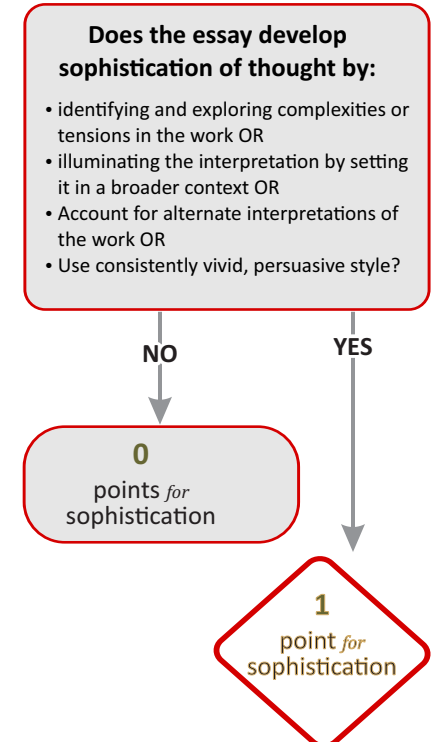 Does the essay develop
sophistication of thought by:
• identifying and exploring complexities or
tensions in the work OR
• illuminating the interpretation by setting
it in a broader context OR
• Account for alternate interpretations of
the work OR
• Use consistently vivid, persuasive style?
NO
YES
0
points for
sophistication
1
point for
sophistication